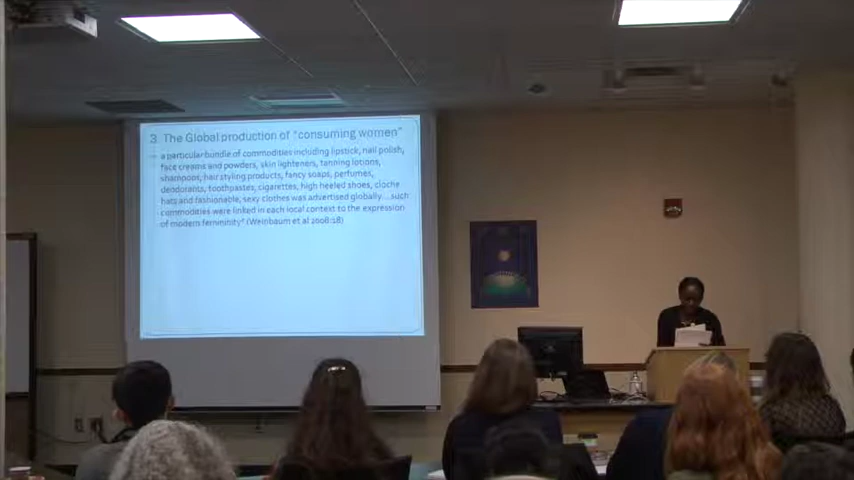 3. The Global production of "consuming women"
a particular bundle of commodities including lipstick, nail polish,
face creams and powders, skin lighteners, tanning lotions,
shampoos, hair styling products, fancy soaps, perfumes,
deodorants, toothpastes, cigarettes, high heeled shoes, cloche
hats and fashionable, sexy clothes was advertised globally....such
commodities were linked in each local context to the expression
of modern femininity" (Weinbaum et al 2008:18)